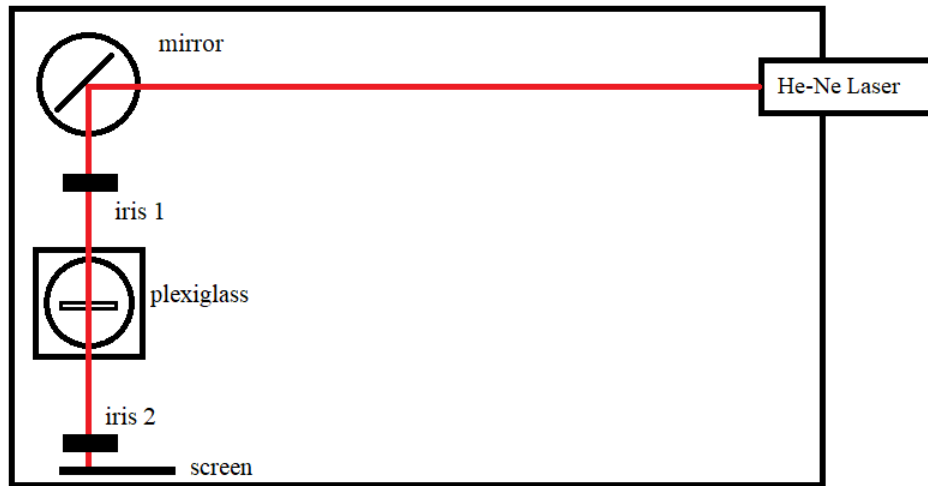 mirror
He-Ne Laser
iris 1
plexiglass
iris 2
screen